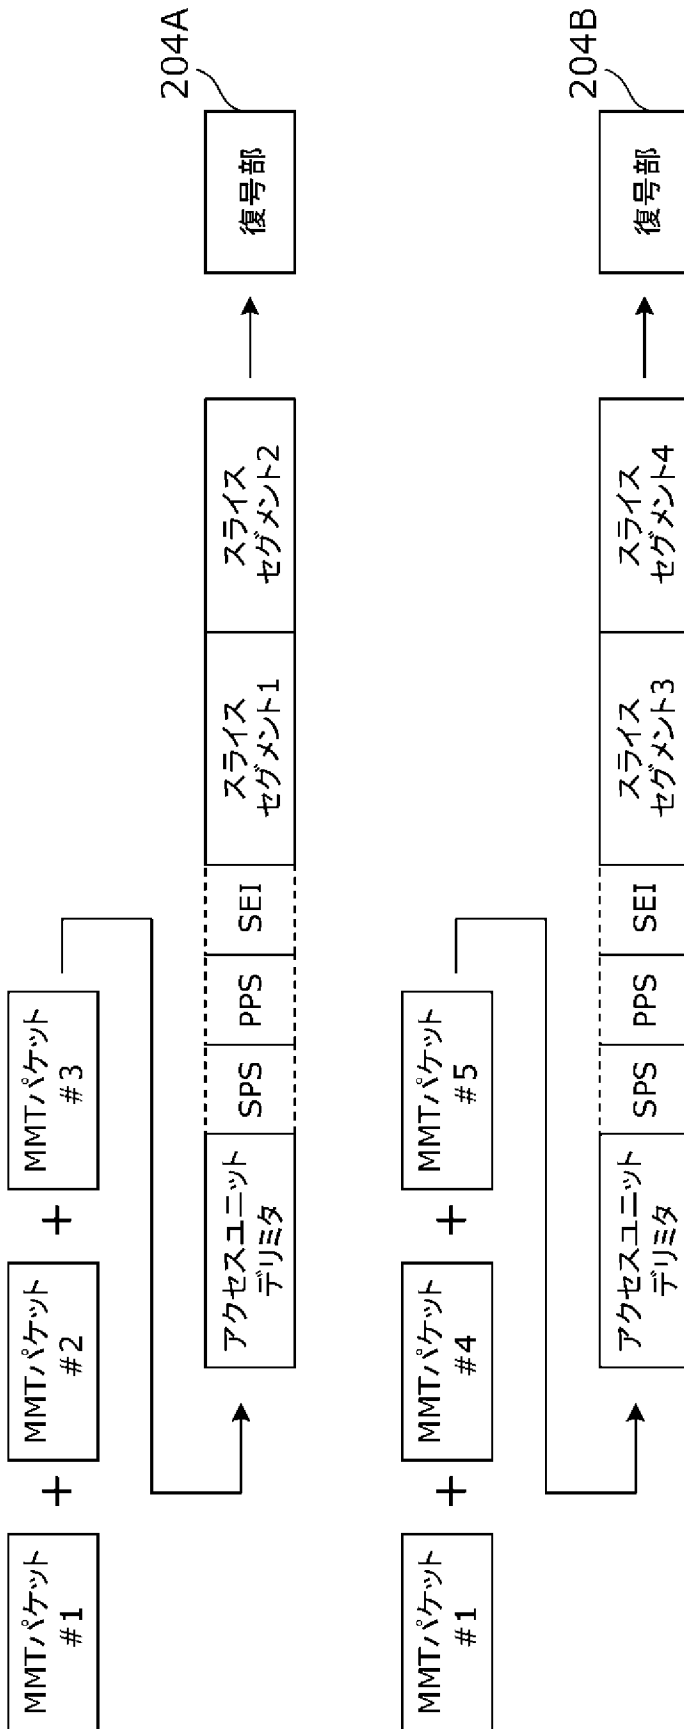 MMTパケット
#1
+
MMTパケット
#2
+
MMTパケット
#3
アクセスユニット
デリミタ
SPS
PPS
SEI
スライス
セグメント1
スライス
セグメント2
復号部
204A
MMTパケット
#1
+
MMTパケット
#4
+
MMTパケット
#5
アクセスユニット
デリミタ
SPS
PPS
SEI
スライス
セグメント3
スライス
セグメント4
復号部
204B